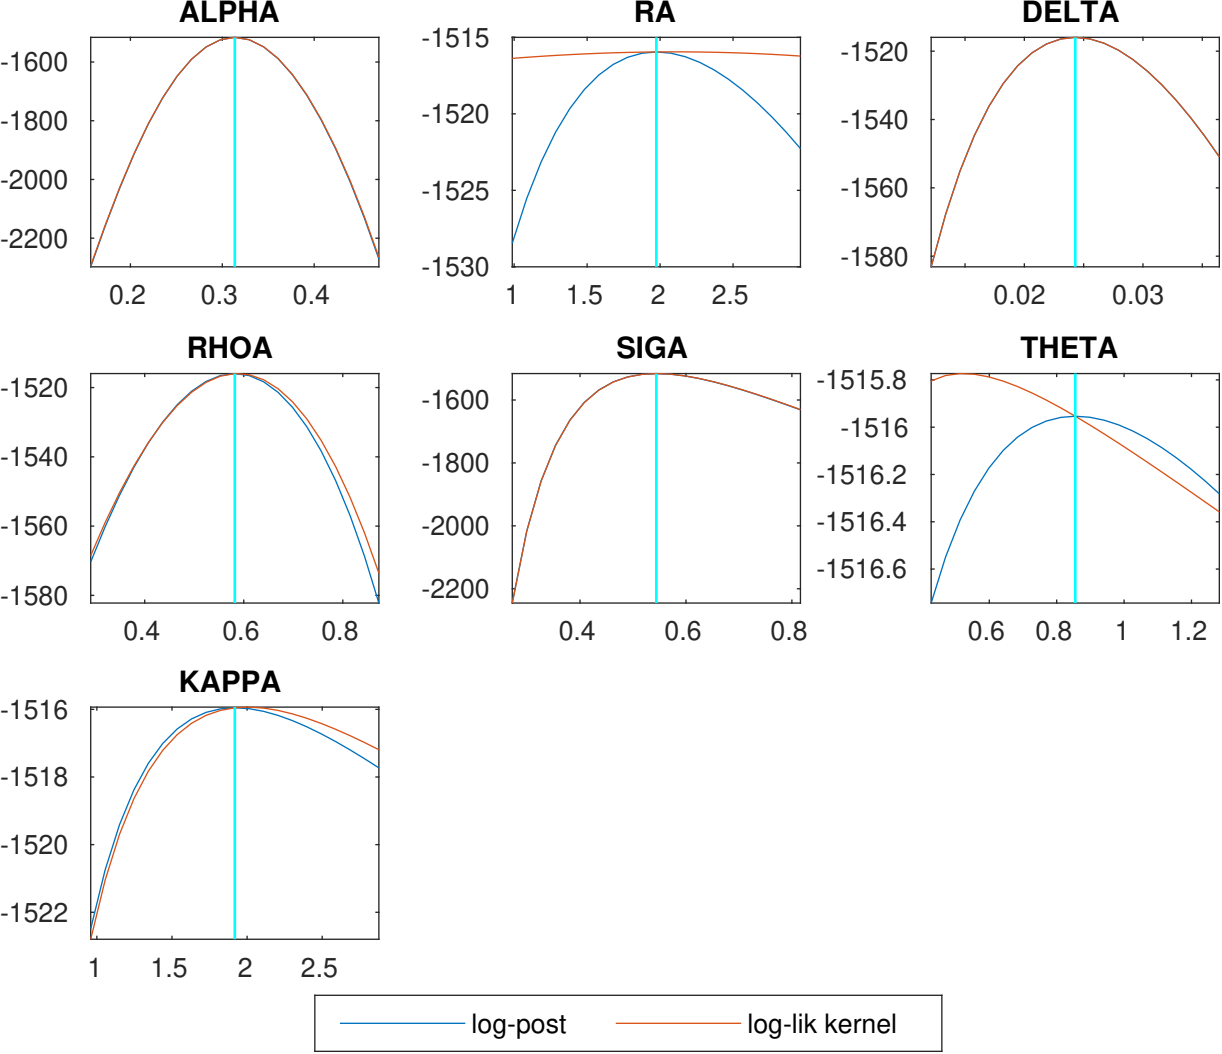 ALPHA
-1600
-1800
-2000
-2200
0.2 0.3 0.4
RA
-1515
-1520
-1525
-1530
1 1.5 2 2.5
DELTA
-1520
-1540
-1560
-1580
0.02 0.03
RHOA
-1520
-1540
-1560
-1580
0.4 0.6 0.8
SIGA
-1600
-1800
-2000
-2200
0.4 0.6 0.8
THETA
-1515.8
-1516
-1516.2
-1516.4
-1516.6
0.6 0.8 1 1.2
KAPPA
-1516
-1518
-1520
-1522
1 1.5 2 2.5
log-post log-lik kernel